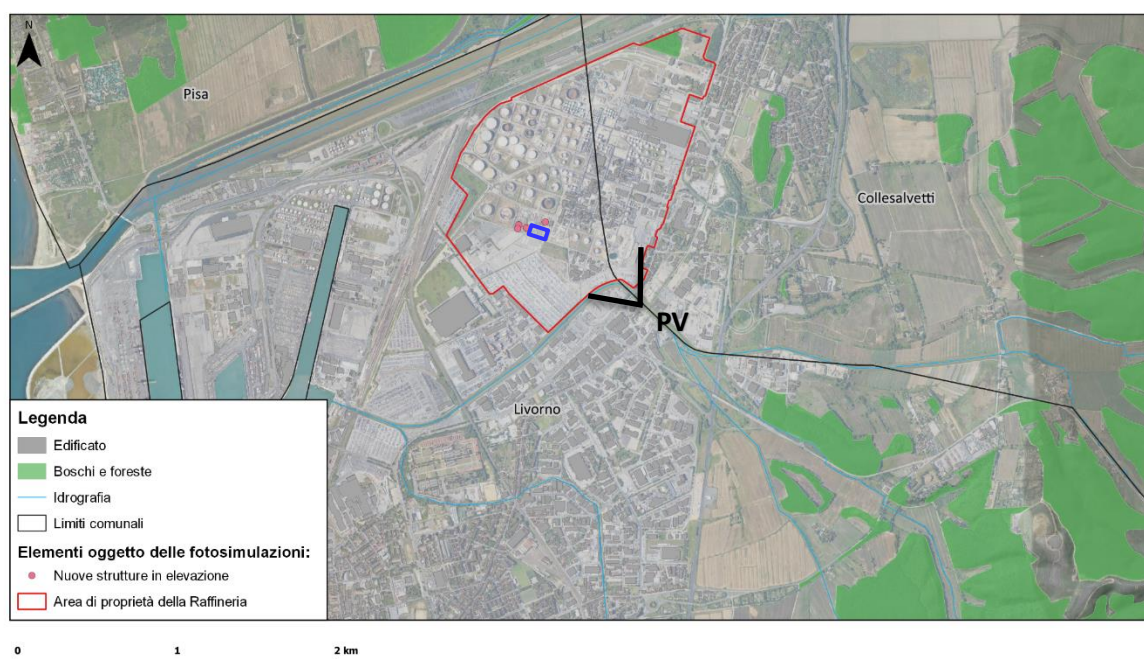 N
Pisa
Collesalvetti
PV
Livorno
Legenda
Edificato
Boschi e foreste
Idrografia
Limiti comunali
Elementi oggetto delle fotosimulazioni:
Nuove strutture in elevazione
Area di proprietà della Raffineria
0 1 2 km